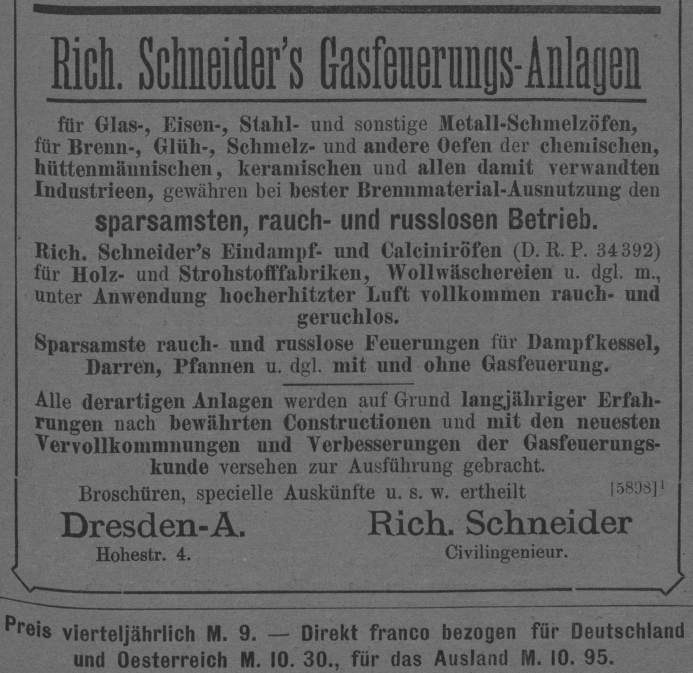 Rich. Schneider's Gasfeuerungs-Anlagen
für Glas-, Eisen-, Stahl- und sonstige Metall-Schmelzöfen,
für Brenn-, Glüh-, Schmelz- und andere Oefen der chemischen,
hüttenmännischen, keramischen und allen damit verwandten
Industrieen, gewähren bei bester Brennmaterial-Ausnutzung den
sparsamsten, rauch- und russlosen Betrieb.
Rich. Schneider's Eindampf- und Calciniröfen (D. R. P. 34392)
für Holz- und Strohstofffabriken, Wollwäschereien u. dgl. m.,
unter Anwendung hocherhitzter Luft vollkommen rauch- und
geruchlos.
Sparsamste rauch- und russlose Feuerungen für Dampfkessel,
Darren, Pfannen u. dgl. mit und ohne Gasfeuerung.
Alle derartigen Anlagen werden auf Grund langjähriger Erfah-
rungen nach bewährten Constructionen und mit den neuesten
Vervollkommnungen und Verbesserungen der Gasfeuerungs-
kunde versehen zur Ausführung gebracht.
Broschüren, specielle Auskünfte u. s. w. ertheilt [5898]¹
Dresden-A. Rich. Schneider
Hohestr. 4. Civilingenieur.
Preis vierteljährlich M. 9. — Direkt franco bezogen für Deutschland
und Oesterreich M. 10. 30., für das Ausland M. 10. 95.